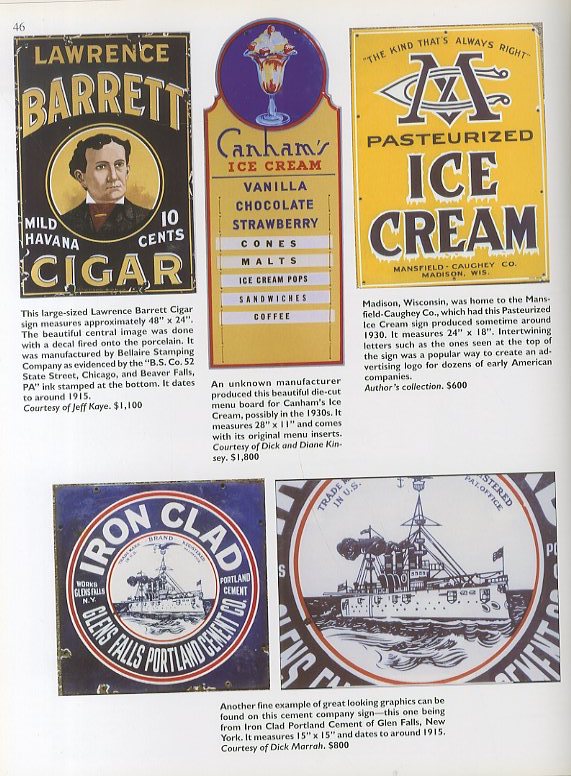 46
LAWRENCE
BARRETT
MILD
HAVANA
10
CENTS
CIGAR
This large-sized Lawrence Barrett Cigar
sign measures approximately 48" x 24".
The beautiful central image was done
with a decal fired onto the porcelain. It
was manufactured by Bellaire Stamping
Company as evidenced by the "B.S. Co. 52
State Street, Chicago, and Beaver Falls,
PA" ink stamped at the bottom. It dates
to around 1915.
Courtesy of Jeff Kaye. $1,100
Canham's
ICE CREAM
VANILLA
CHOCOLATE
STRAWBERRY
CONES
MALTS
ICE CREAM POPS
SANDWICHES
COFFEE
An unknown manufacturer
produced this beautiful die-cut
menu board for Canham's Ice
Cream, possibly in the 1930s. It
measures 28" x 11" and comes
with its original menu inserts.
Courtesy of Dick and Diane Kin-
sey. $1,800
"THE KIND THAT'S ALWAYS RIGHT"
PASTEURIZED
ICE
CREAM
MANSFIELD-CAUGHEY CO.
MADISON, WIS.
Madison, Wisconsin, was home to the Mans-
field-Caughey Co., which had this Pasteurized
Ice Cream sign produced sometime around
1930. It measures 24" x 18". Intertwining
letters such as the ones seen at the top of
the sign was a popular way to create an ad-
vertising logo for dozens of early American
companies.
Author's collection. $600
IRON CLAD
TRADE MARK BRAND REGISTERED
WORKS
GLENS FALLS
N.Y.
PORTLAND
CEMENT
GLENS FALLS PORTLAND CEMENT CO.
TRADE M
IN U.S.
GISTERED
PAT. OFFICE
Another fine example of great looking graphics can be
found on this cement company sign—this one being
from Iron Clad Portland Cement of Glen Falls, New
York. It measures 15" x 15" and dates to around 1915.
Courtesy of Dick Marrah. $800